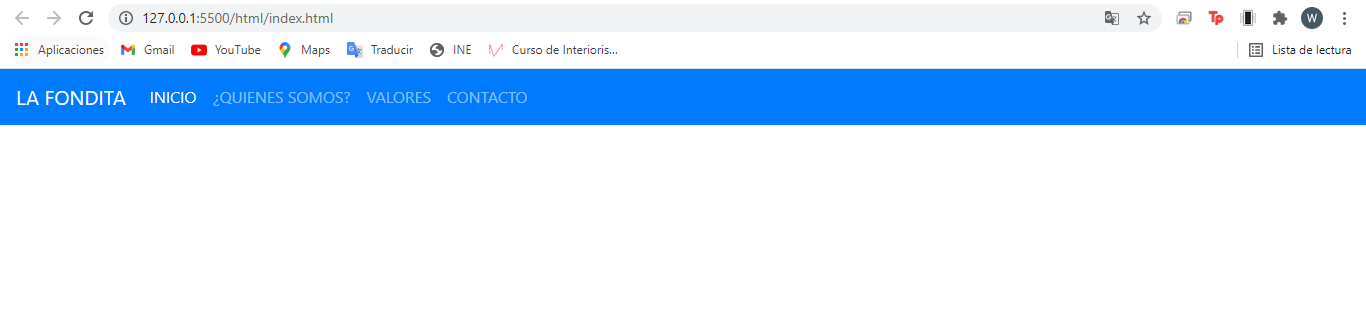 127.0.0.1:5500/html/index.html
Tp
W
Aplicaciones Gmail YouTube Maps Traducir INE Curso de Interioris... Lista de lectura
LA FONDITA INICIO ¿QUIENES SOMOS? VALORES CONTACTO